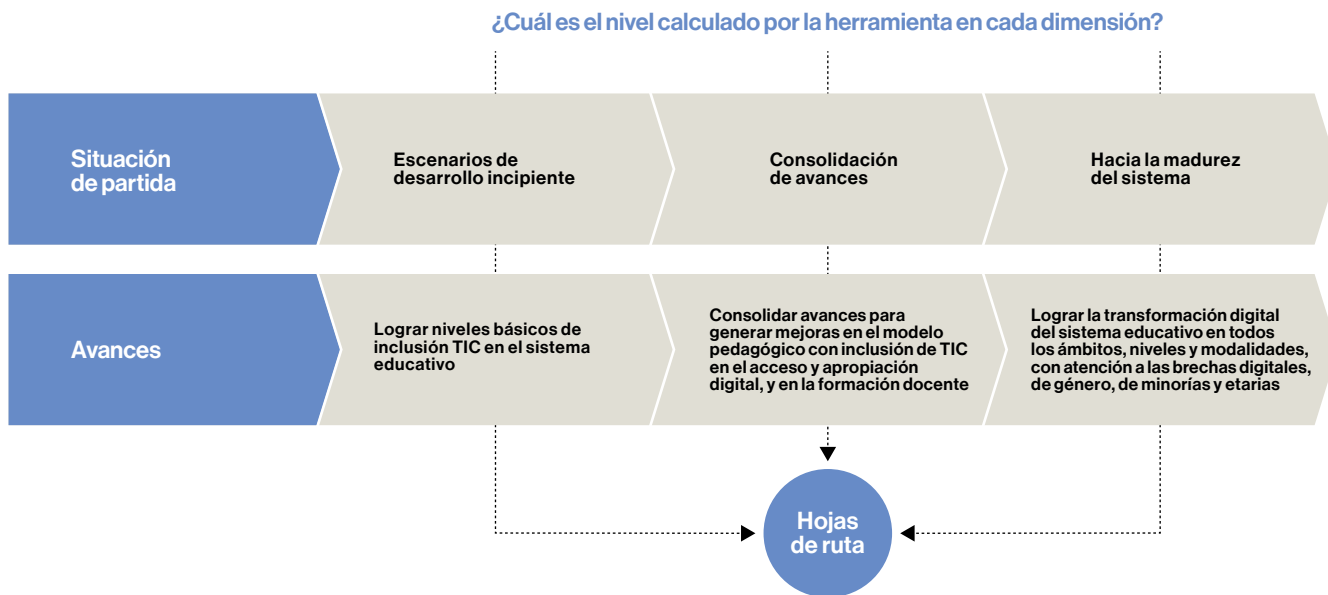 ¿Cuál es el nivel calculado por la herramienta en cada dimensión?
Situación
de partida
Escenarios de
desarrollo incipiente
Consolidación
de avances
Hacia la madurez
del sistema
Avances
Lograr niveles básicos de
inclusión TIC en el sistema
educativo
Consolidar avances para
generar mejoras en el modelo
pedagógico con inclusión de TIC
en el acceso y apropiación
digital, y en la formación docente
Lograr la transformación digital
del sistema educativo en todos
los ámbitos, niveles y modalidades,
con atención a las brechas digitales,
de género, de minorías y etarias
Hojas
de ruta